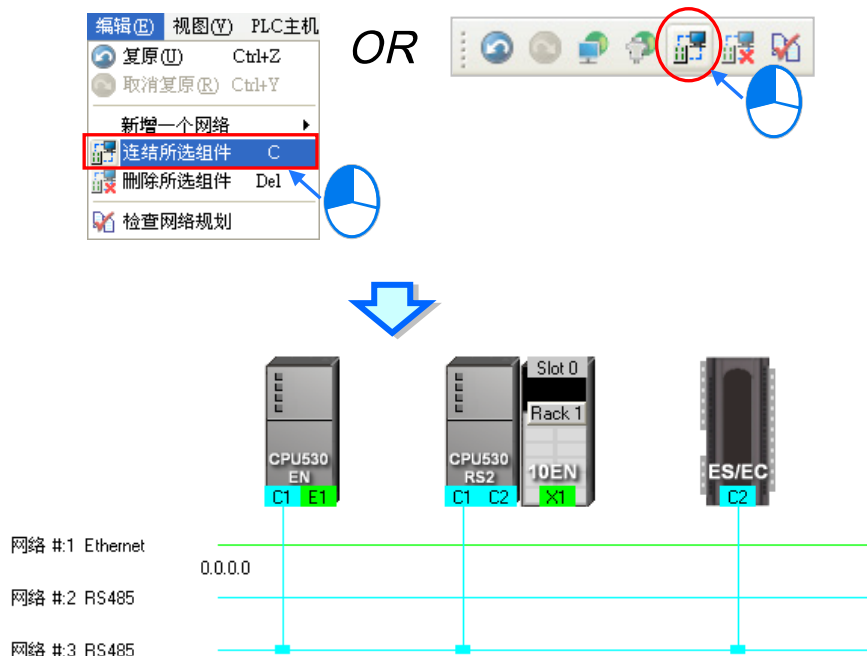 编辑(E) 视图(V) PLC主机
复原(U) Ctrl+Z
取消复原(R) Ctrl+Y
新增一个网络
连结所选组件 C
删除所选组件 Del
检查网络规划
OR
Slot 0
Rack 1
CPU530
EN
C1 E1
CPU530
RS2
C1 C2
10EN
X1
ES/EC
C2
网络 #:1 Ethernet
0.0.0.0
网络 #:2 RS485
网络 #:3 RS485